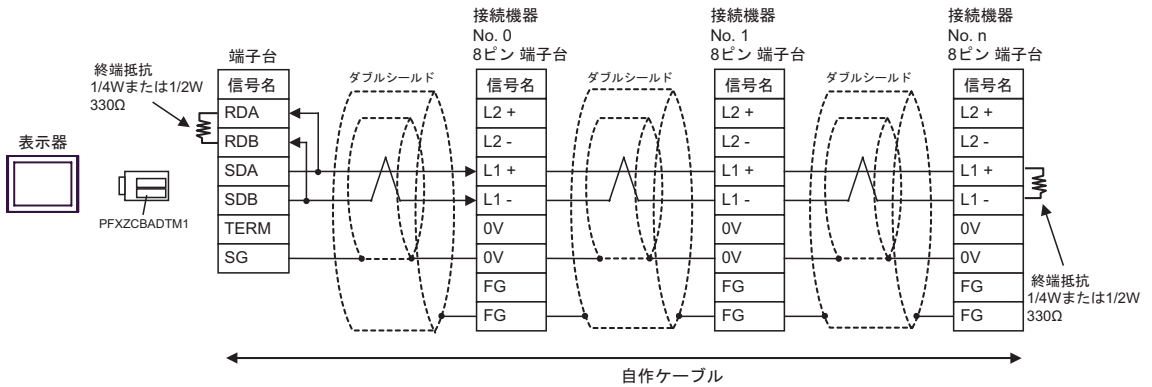 接続機器
No. 0
8ピン 端子台
接続機器
No. 1
8ピン 端子台
接続機器
No. n
8ピン 端子台
端子台
終端抵抗
1/4Wまたは1/2W
330Ω
表示器
PFXZCBADTM1
信号名
RDA
RDB
SDA
SDB
TERM
SG
ダブルシールド
信号名
L2 +
L2 -
L1 +
L1 -
0V
0V
FG
FG
ダブルシールド
信号名
L2 +
L2 -
L1 +
L1 -
0V
0V
FG
FG
ダブルシールド
信号名
L2 +
L2 -
L1 +
L1 -
0V
0V
FG
FG
終端抵抗
1/4Wまたは1/2W
330Ω
自作ケーブル